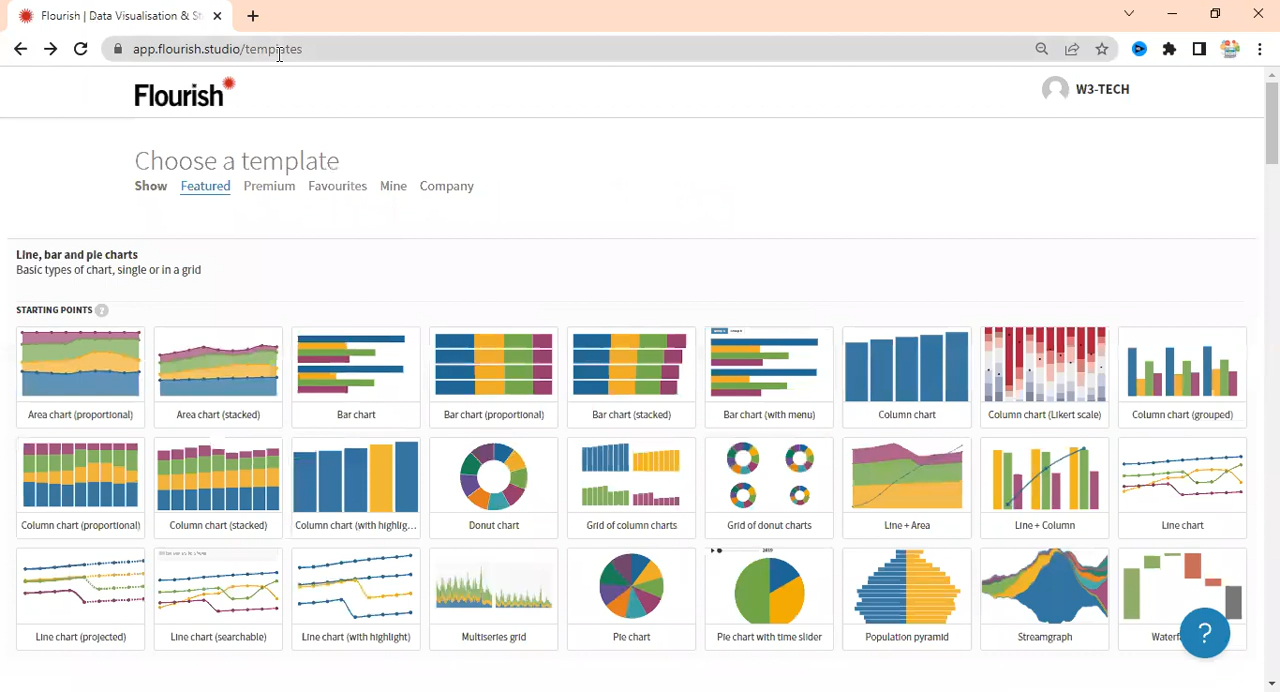 Flourish | Data Visualisation & St
app.flourish.studio/templates
Flourish
W3-TECH
Choose a template
Show Featured Premium Favourites Mine Company
Line, bar and pie charts
Basic types of chart, single or in a grid
STARTING POINTS ?
Area chart (proportional) Area chart (stacked) Bar chart Bar chart (proportional) Bar chart (stacked) Bar chart (with menu) Column chart Column chart (Likert scale) Column chart (grouped)
Column chart (proportional) Column chart (stacked) Column chart (with highlig... Donut chart Grid of column charts Grid of donut charts Line + Area Line + Column Line chart
2019
Line chart (projected) Line chart (searchable) Line chart (with highlight) Multiseries grid Pie chart Pie chart with time slider Population pyramid Streamgraph Waterf
?